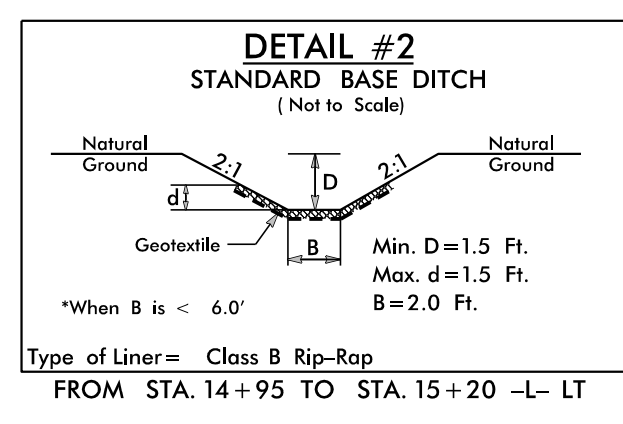 DETAIL #2
STANDARD BASE DITCH
( Not to Scale)
Natural
Ground
2:1
D
2:1
Natural
Ground
d
Geotextile
B
Min. D=1.5 Ft.
Max. d=1.5 Ft.
B=2.0 Ft.
*When B is < 6.0'
Type of Liner= Class B Rip-Rap
FROM STA. 14+95 TO STA. 15+20 -L- LT